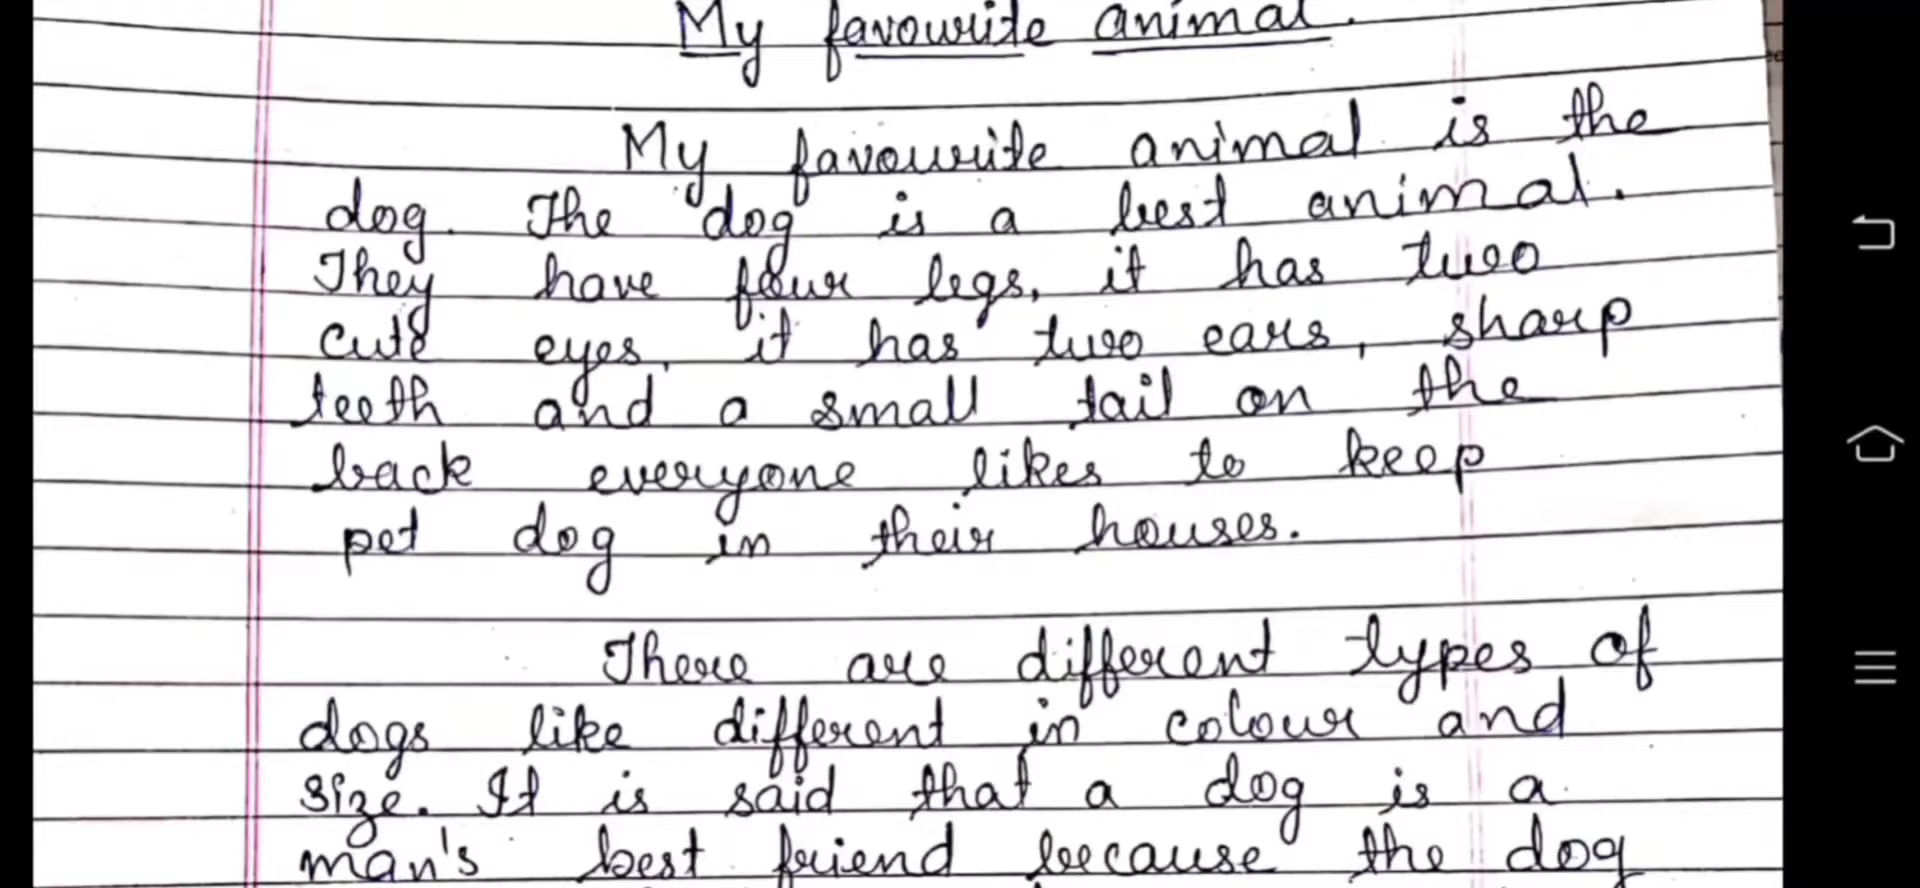 My favourite animal.
My favourite animal is the
dog. The dog is a best animal.
They have four legs, it has two
cute eyes, it has two ears, sharp
teeth and a small tail on the
back everyone likes to keep
pet dog in their houses.
There are different types of
dogs like different in colour and
size. It is said that a dog is a
man's best friend because the dog